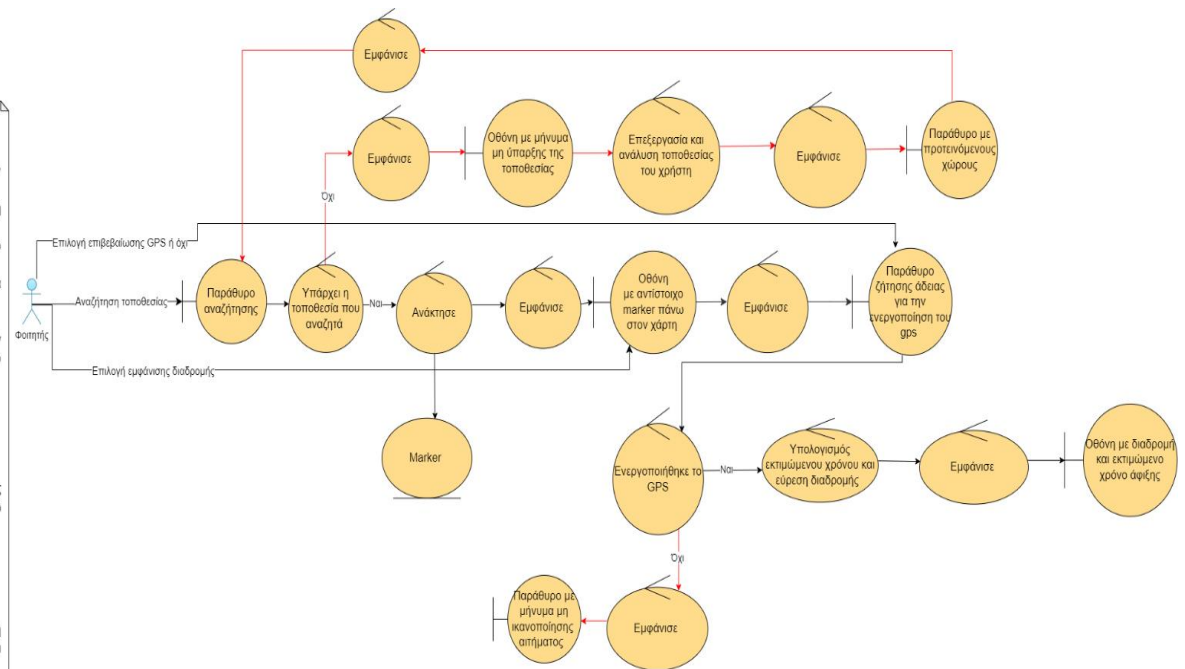 Εμφάνισε
Εμφάνισε
Οθόνη με μήνυμα
μη ύπαρξης της
τοποθεσίας
Επεξεργασία και
ανάλυση τοποθεσίας
του χρήστη
Εμφάνισε
Παράθυρο με
προτεινόμενους
χώρους
Όχι
Επιλογή επιβεβαίωσης GPS ή όχι
Φοιτητής
Αναζήτηση τοποθεσίας
Παράθυρο
αναζήτησης
Υπάρχει η
τοποθεσία που
αναζητά
Ναι
Ανάκτησε
Εμφάνισε
Οθόνη
με αντίστοιχο
marker πάνω
στον χάρτη
Εμφάνισε
Παράθυρο
ζήτησης άδειας
για την
ενεργοποίηση του
gps
Επιλογή εμφάνισης διαδρομής
Marker
Ενεργοποιήθηκε το
GPS
Ναι
Υπολογισμός
εκτιμώμενου χρόνου και
εύρεση διαδρομής
Εμφάνισε
Οθόνη με διαδρομή
και εκτιμώμενο
χρόνο άφιξης
Όχι
Παράθυρο με
μήνυμα μη
ικανοποίησης
αιτήματος
Εμφάνισε